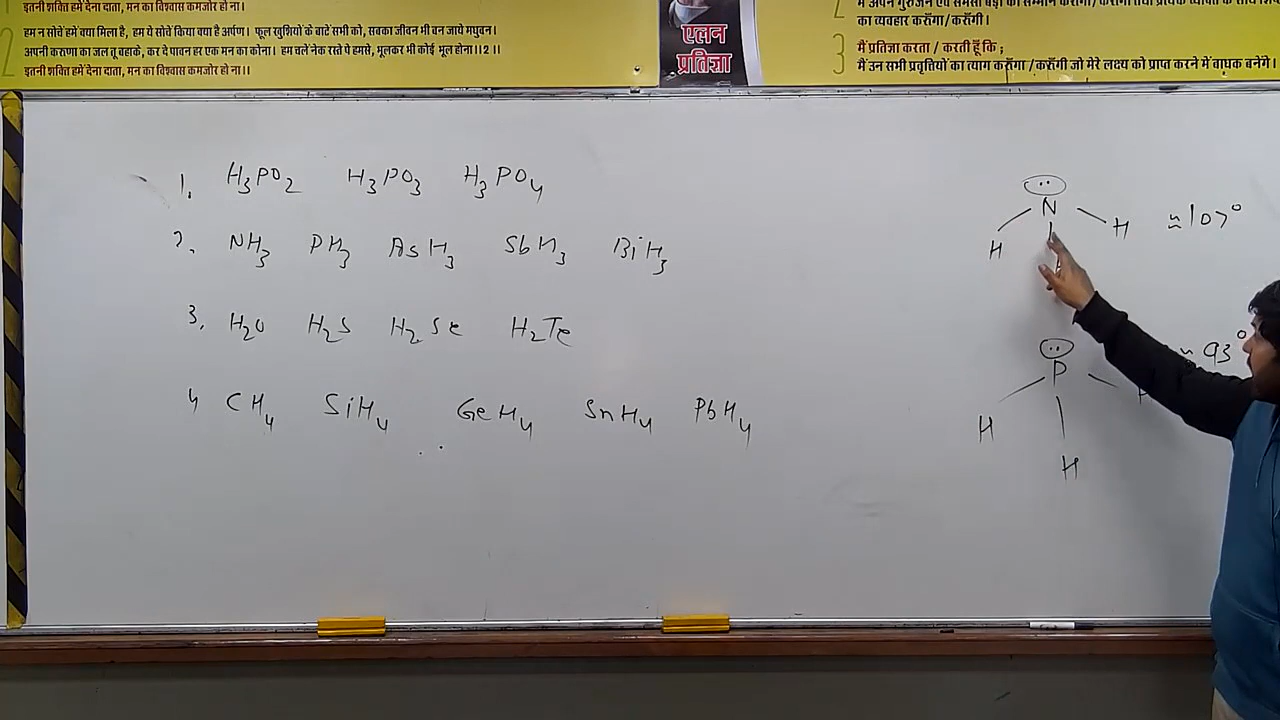 इतनी शक्ति हमें देना दाता, मन का विश्वास कमजोर हो ना।
2 हम न सोचें हमें क्या मिला है, हम ये सोचें किया क्या है अर्पण। फूल खुशियों के बाटें सभी को, सबका जीवन भी बन जाये मधुवन।
अपनी करुणा का जल तू बहाके, कर दे पावन हर एक मन का कोना। हम चलें नेक रस्ते पे हमसे, भूलकर भी कोई भूल होना।।2।।
इतनी शक्ति हमें देना दाता, मन का विश्वास कमजोर हो ना।।
एलन
प्रतिज्ञा
का व्यवहार करूँगा/करूँगी।
3 मैं प्रतिज्ञा करता / करती हूँ कि ;
मैं उन सभी प्रवृत्तियों का त्याग करूँगा /करूँगी जो मेरे लक्ष्य को प्राप्त करने में बाधक बनेंगे।
1. H3PO2 H3PO3 H3PO4
2. NH3 PH3 AsH3 SbH3 BiH3
3. H2O H2S H2Se H2Te
4 CH4 SiH4 GeH4 SnH4 PbH4
N
H H ≈107°
P ≈93°
H H
H